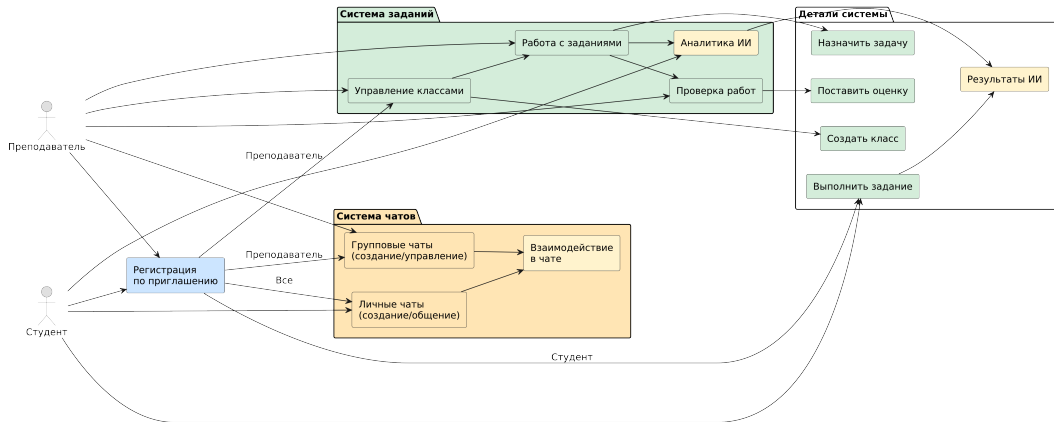 Система заданий
Детали системы
Работа с заданиями
Аналитика ИИ
Назначить задачу
Результаты ИИ
Управление классами
Проверка работ
Поставить оценку
Создать класс
Преподаватель
Преподаватель
Выполнить задание
Система чатов
Групповые чаты
(создание/управление)
Взаимодействие
в чате
Преподаватель
Регистрация
по приглашению
Все
Личные чаты
(создание/общение)
Студент
Студент